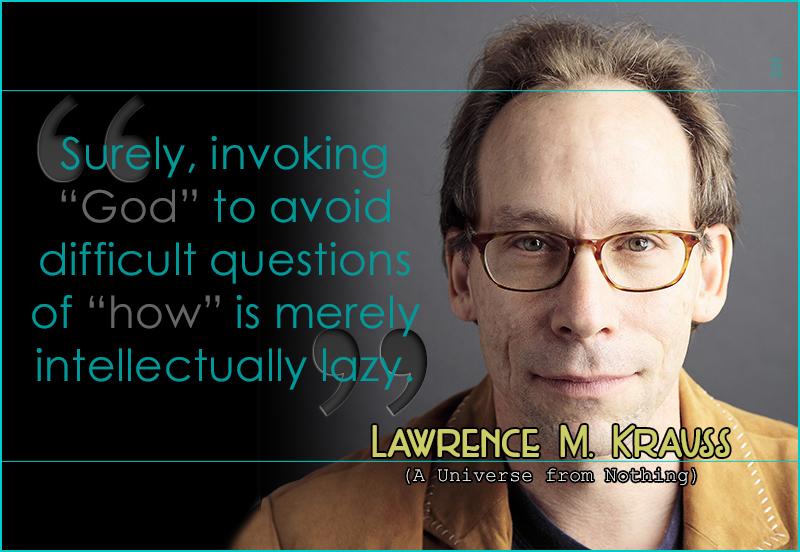 Surely, invoking
“God” to avoid
difficult questions
of “how” is merely
intellectually lazy.
Lawrence M. Krauss
(A Universe from Nothing)